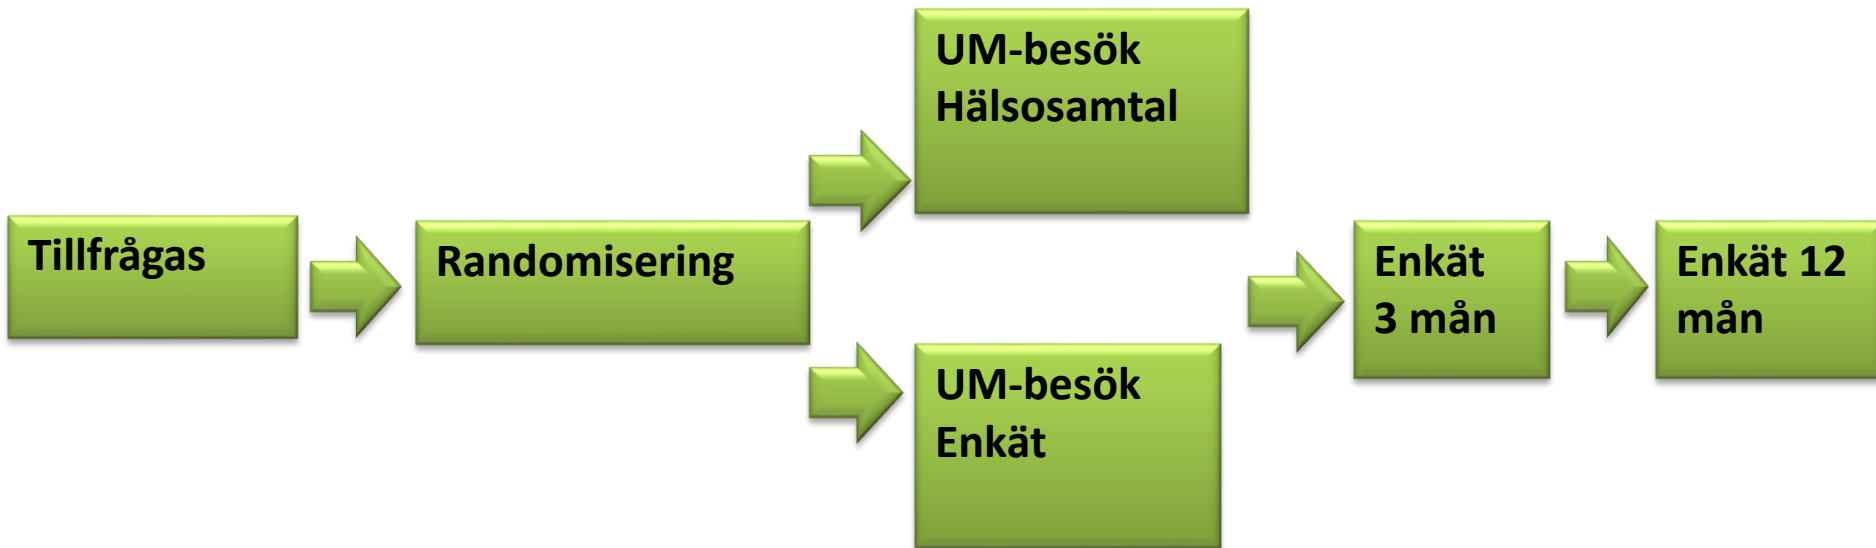 Tillfrågas
Randomisering
UM-besök
Hälsosamtal
UM-besök
Enkät
Enkät
3 mån
Enkät 12
mån